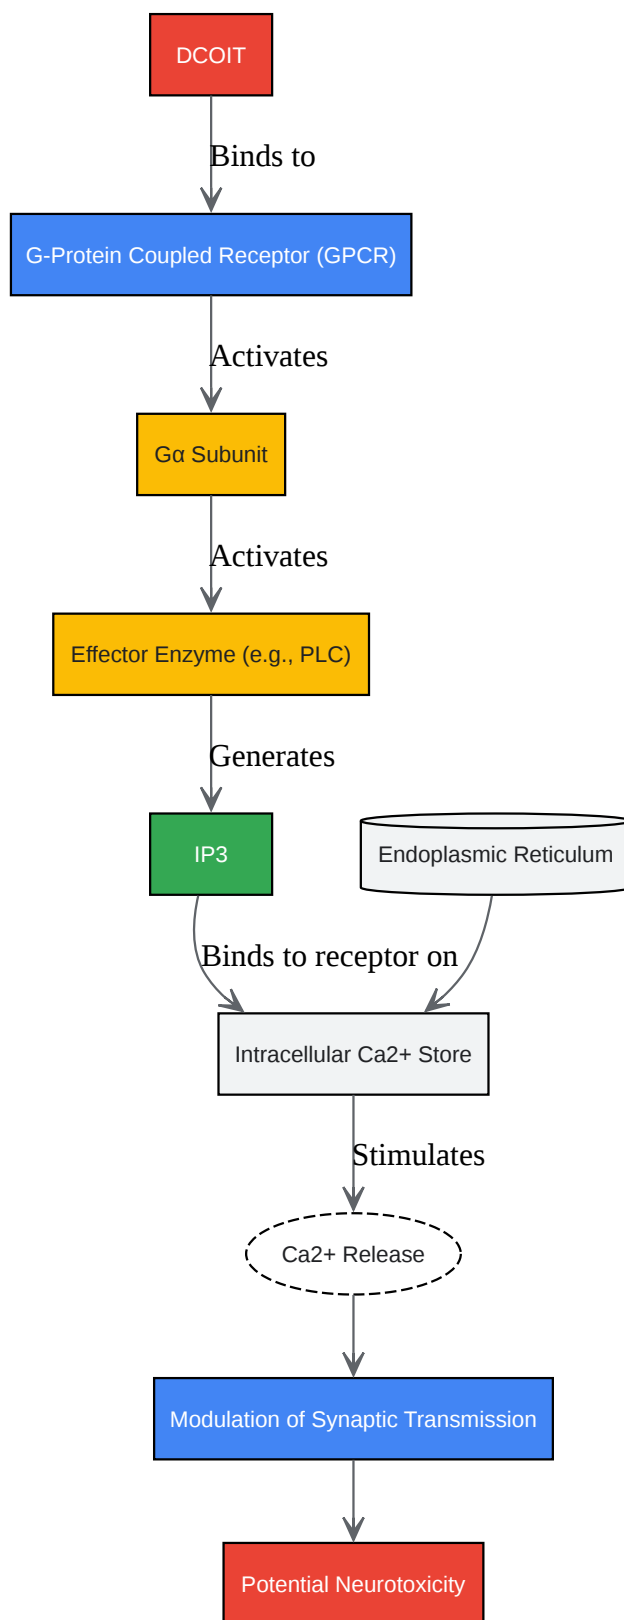 DCOIT
Binds to
G-Protein Coupled Receptor (GPCR)
Activates
Gα Subunit
Activates
Effector Enzyme (e.g., PLC)
Generates
IP3
Endoplasmic Reticulum
Binds to receptor on
Intracellular Ca2+ Store
Stimulates
Ca2+ Release
Modulation of Synaptic Transmission
Potential Neurotoxicity